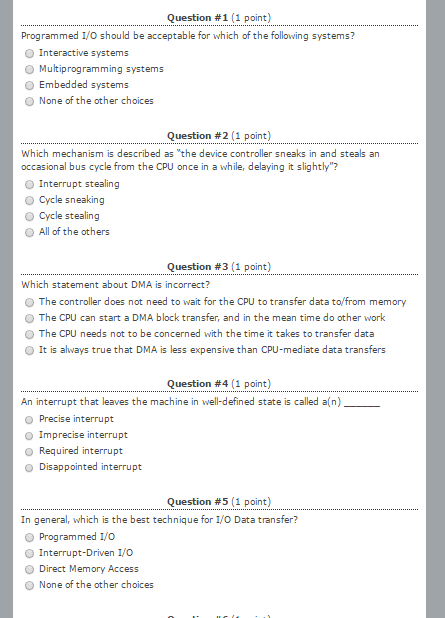 Question #1 (1 point)
Programmed I/O should be acceptable for which of the following systems?
Interactive systems
Multiprogramming systems
Embedded systems
None of the other choices
Question #2 (1 point)
Which mechanism is described as "the device controller sneaks in and steals an
occasional bus cycle from the CPU once in a while, delaying it slightly"?
Interrupt stealing
Cycle sneaking
Cycle stealing
All of the others
Question #3 (1 point)
Which statement about DMA is incorrect?
The controller does not need to wait for the CPU to transfer data to/from memory
The CPU can start a DMA block transfer, and in the mean time do other work
The CPU needs not to be concerned with the time it takes to transfer data
It is always true that DMA is less expensive than CPU-mediate data transfers
Question #4 (1 point)
An interrupt that leaves the machine in well-defined state is called a(n) _______
Precise interrupt
Imprecise interrupt
Required interrupt
Disappointed interrupt
Question #5 (1 point)
In general, which is the best technique for I/O Data transfer?
Programmed I/O
Interrupt-Driven I/O
Direct Memory Access
None of the other choices